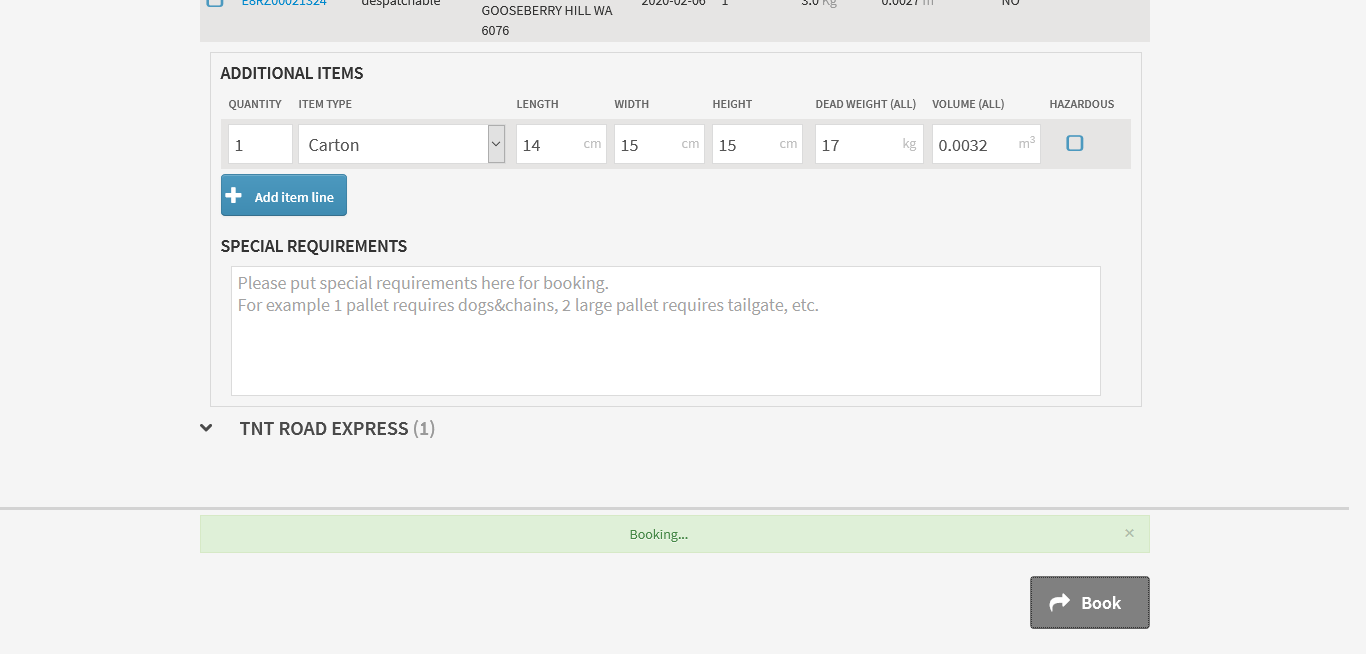 E8RZ00021324 despatchable 2020-02-06 1 3.0 Kg 0.0027 m NO
GOOSEBERRY HILL WA
6076
ADDITIONAL ITEMS
QUANTITY ITEM TYPE LENGTH WIDTH HEIGHT DEAD WEIGHT (ALL) VOLUME (ALL) HAZARDOUS
1 Carton 14 cm 15 cm 15 cm 17 kg 0.0032 m³
Add item line
SPECIAL REQUIREMENTS
Please put special requirements here for booking.
For example 1 pallet requires dogs&chains, 2 large pallet requires tailgate, etc.
TNT ROAD EXPRESS (1)
Booking... ×
Book